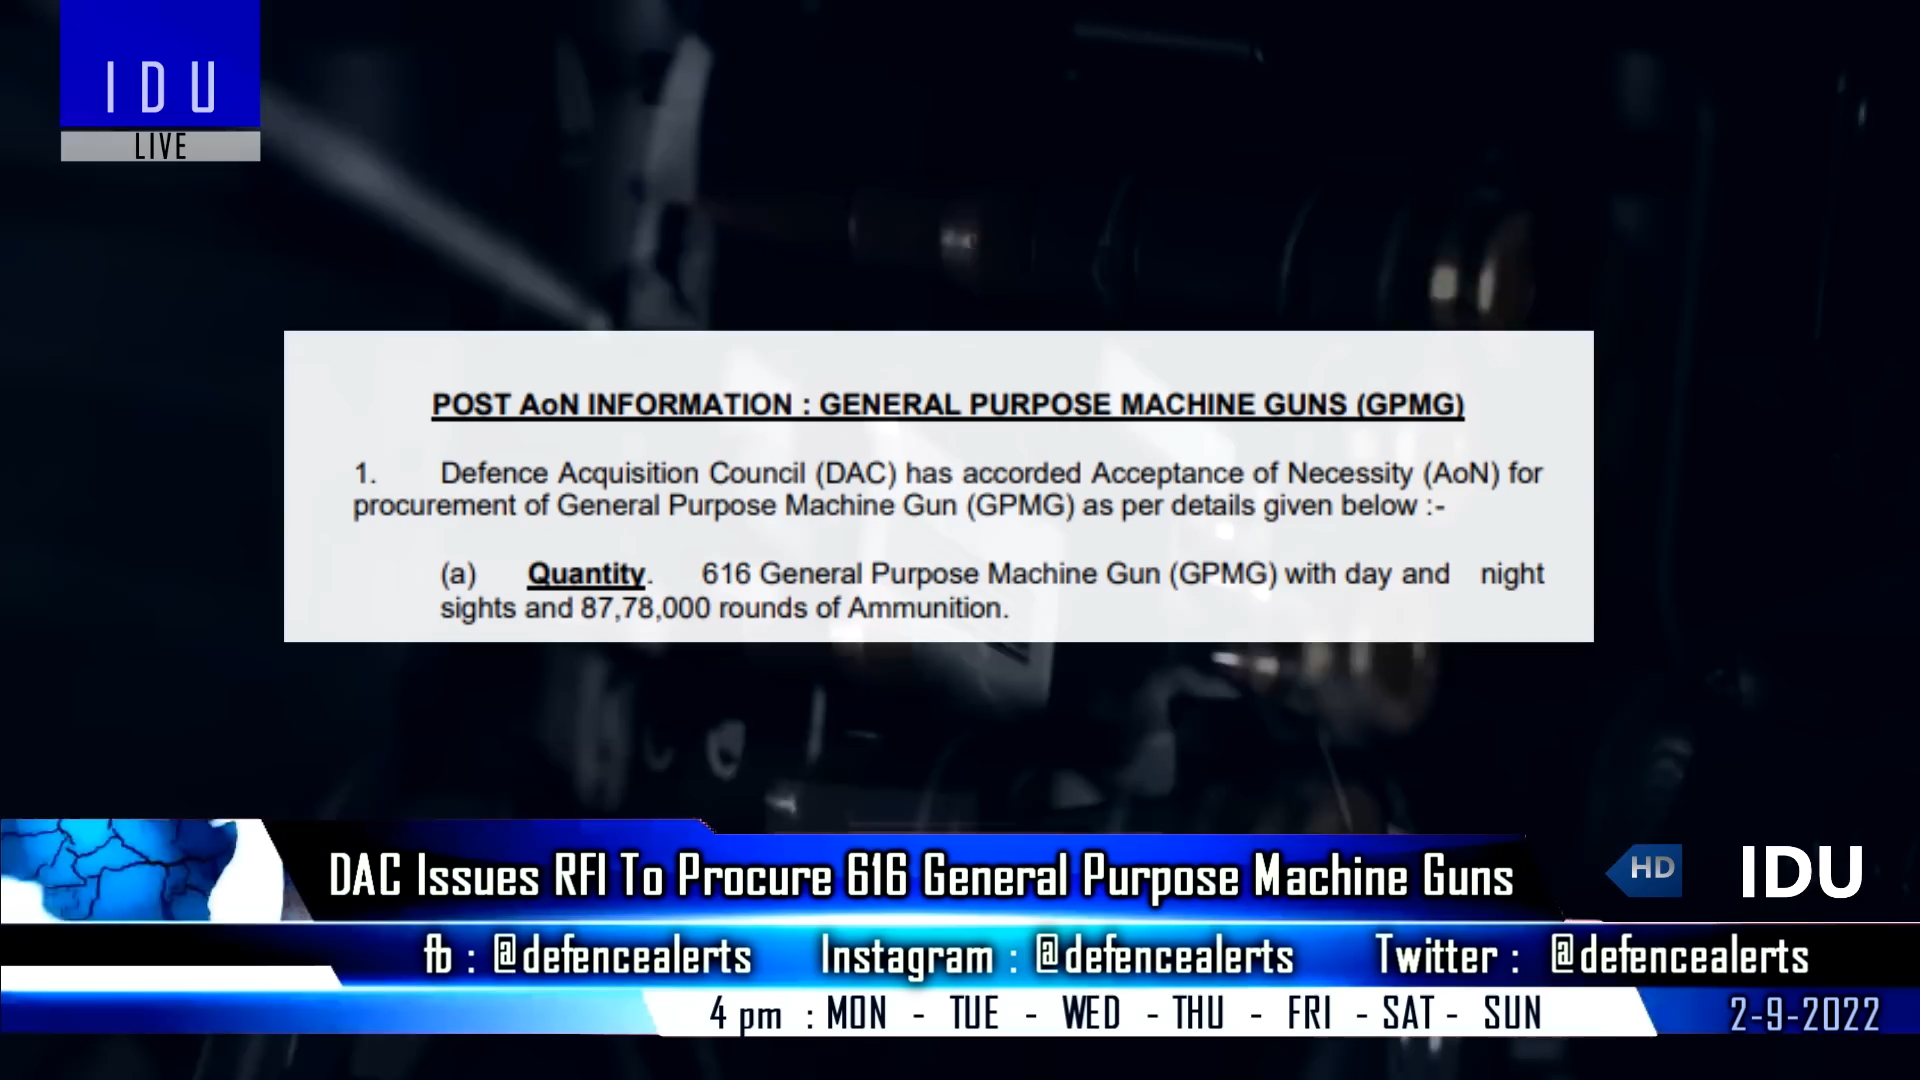 IDU
LIVE
POST AoN INFORMATION : GENERAL PURPOSE MACHINE GUNS (GPMG)
1. Defence Acquisition Council (DAC) has accorded Acceptance of Necessity (AoN) for
procurement of General Purpose Machine Gun (GPMG) as per details given below :-
(a) Quantity. 616 General Purpose Machine Gun (GPMG) with day and night
sights and 87,78,000 rounds of Ammunition.
DAC Issues RFI To Procure 616 General Purpose Machine Guns
HD IDU
fb : @defencealerts Instagram : @defencealerts Twitter : @defencealerts
4 pm : MON - TUE - WED - THU - FRI - SAT - SUN 2-9-2022